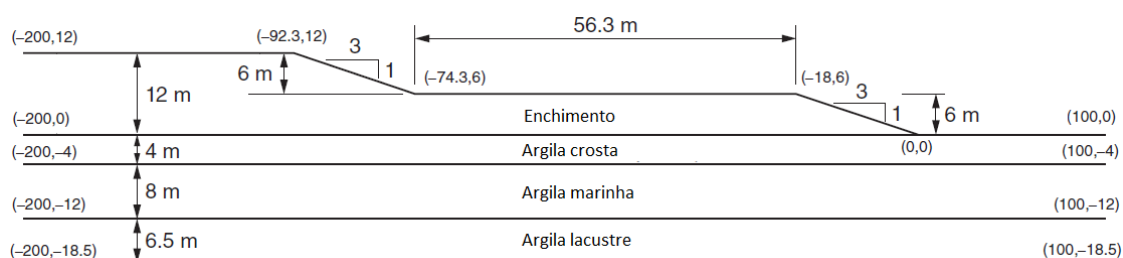 56.3 m
(–200,12)
(–92.3,12)
3
1
6 m
(–74.3,6)
(–18,6)
12 m
3
1
6 m
(–200,0)
Enchimento
(100,0)
(–200,–4)
4 m
Argila crosta
(0,0)
(100,–4)
8 m
Argila marinha
(–200,–12)
(100,–12)
6.5 m
Argila lacustre
(–200,–18.5)
(100,–18.5)